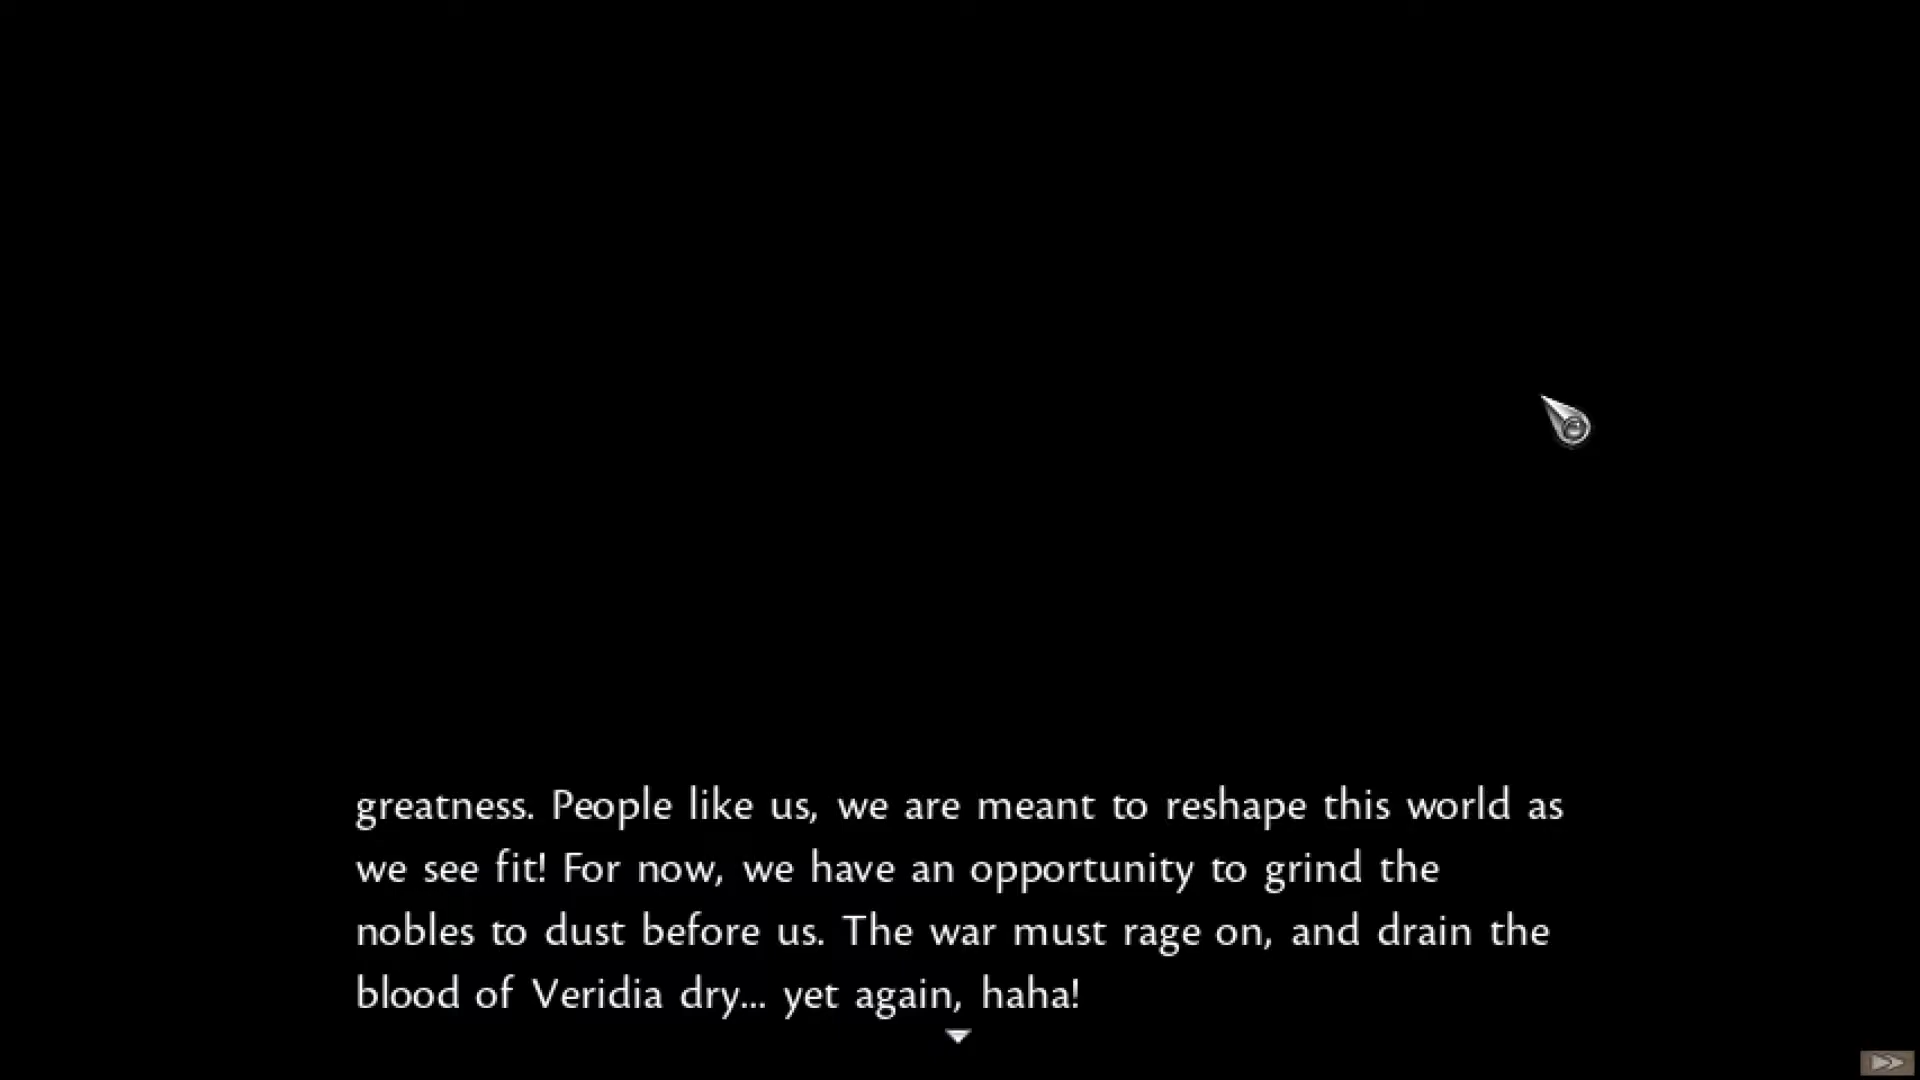 greatness. People like us, we are meant to reshape this world as
we see fit! For now, we have an opportunity to grind the
nobles to dust before us. The war must rage on, and drain the
blood of Veridia dry... yet again, haha!